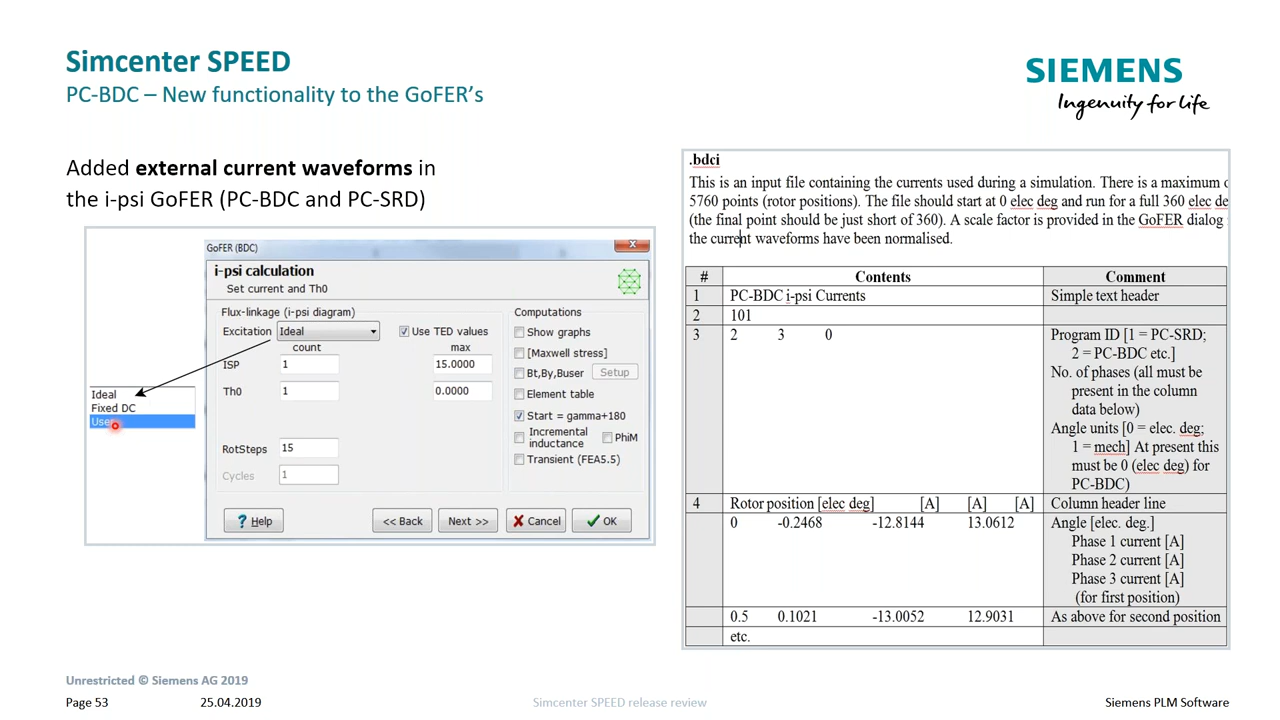 Simcenter SPEED
PC-BDC – New functionality to the GoFER's
SIEMENS
Ingenuity for life
Added external current waveforms in
the i-psi GoFER (PC-BDC and PC-SRD)
GoFER (BDC)
i-psi calculation
Set current and Th0
Flux-linkage (i-psi diagram)
Excitation Ideal
Use TED values
count max
ISP 1 15.0000
Th0 1 0.0000
RotSteps 15
Cycles 1
Computations
Show graphs
[Maxwell stress]
Bt,By,Buser Setup
Element table
Start = gamma+180
Incremental
inductance PhiM
Transient (FEA5.5)
? Help << Back Next >> Cancel OK
Ideal
Fixed DC
User
.bdci
This is an input file containing the currents used during a simulation. There is a maximum
5760 points (rotor positions). The file should start at 0 elec deg and run for a full 360 elec de
(the final point should be just short of 360). A scale factor is provided in the GoFER dialog
the current waveforms have been normalised.
# Contents Comment
1 PC-BDC i-psi Currents Simple text header
2 101
3 2 3 0 Program ID [1 = PC-SRD;
2 = PC-BDC etc.]
No. of phases (all must be
present in the column
data below)
Angle units [0 = elec. deg;
1 = mech] At present this
must be 0 (elec deg) for
PC-BDC)
4 Rotor position [elec deg] [A] [A] [A] Column header line
0 -0.2468 -12.8144 13.0612 Angle [elec. deg.]
Phase 1 current [A]
Phase 2 current [A]
Phase 3 current [A]
(for first position)
0.5 0.1021 -13.0052 12.9031 As above for second position
etc.
Unrestricted © Siemens AG 2019
Page 53 25.04.2019 Simcenter SPEED release review Siemens PLM Software